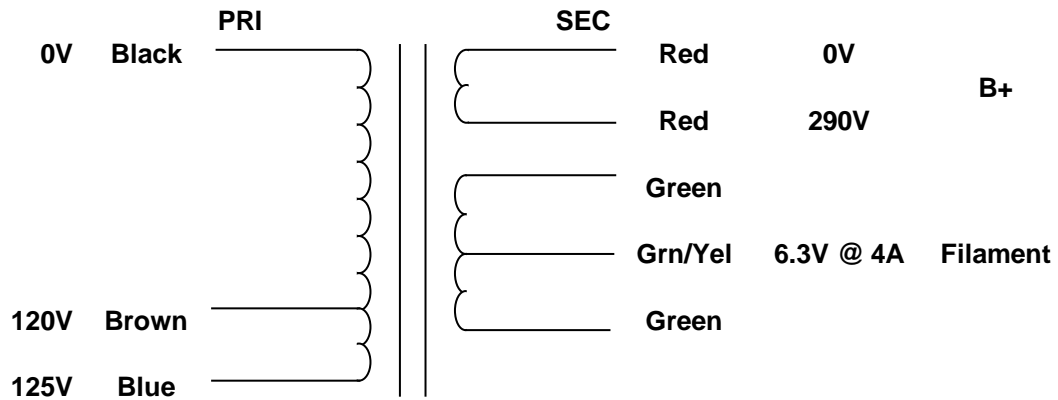 PRI SEC
0V Black Red 0V
B+
Red 290V
Green
Grn/Yel 6.3V @ 4A Filament
120V Brown Green
125V Blue